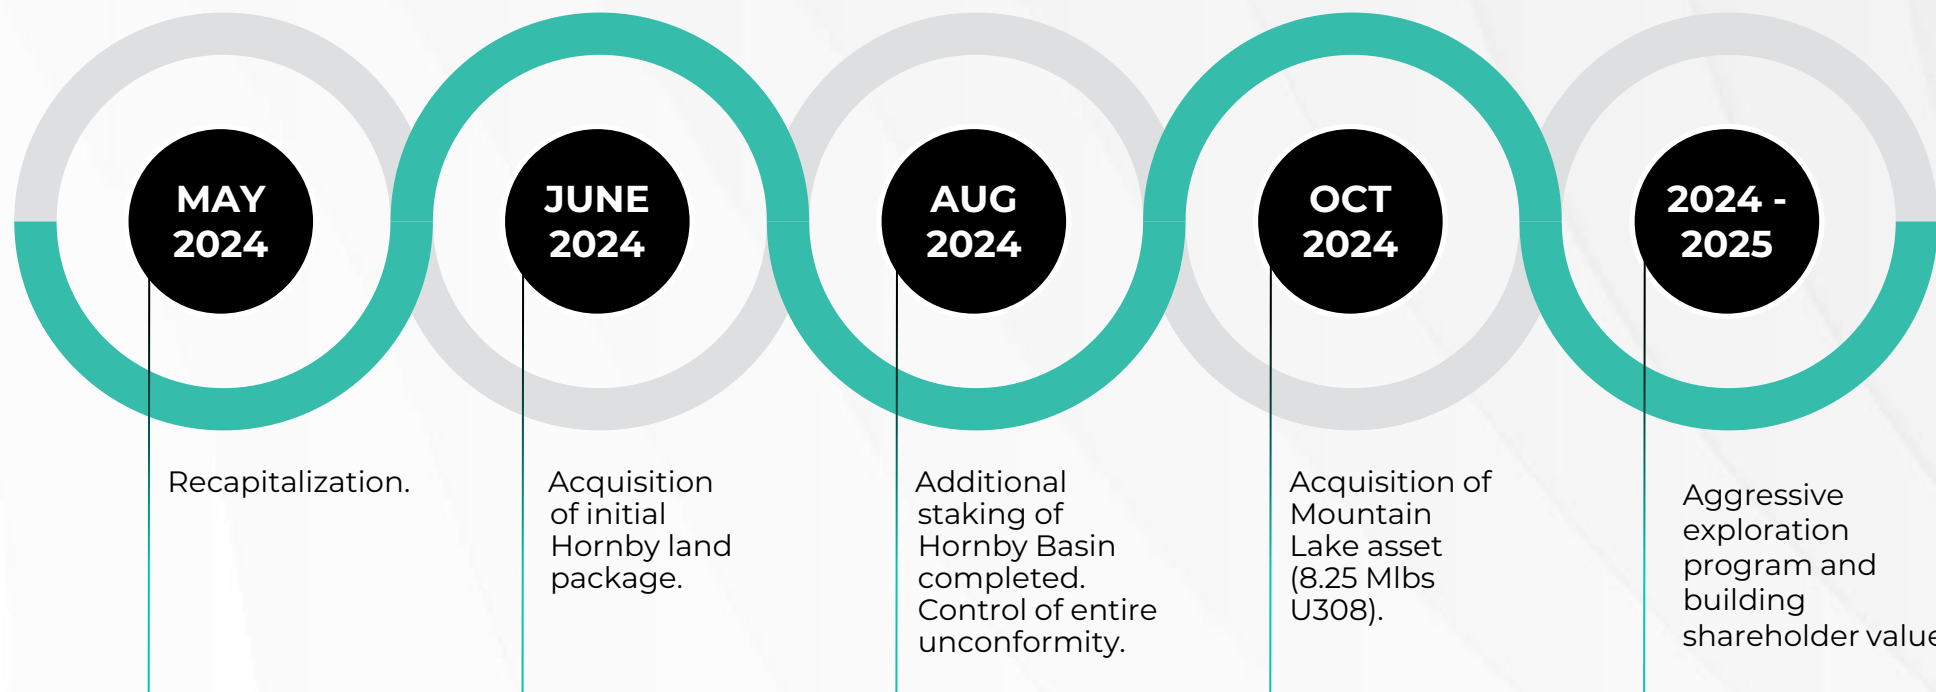 MAY
2024
JUNE
2024
AUG
2024
OCT
2024
2024 -
2025
Recapitalization.
Acquisition
of initial
Hornby land
package.
Additional
staking of
Hornby Basin
completed.
Control of entire
unconformity.
Acquisition of
Mountain
Lake asset
(8.25 Mlbs
U308).
Aggressive
exploration
program and
building
shareholder value